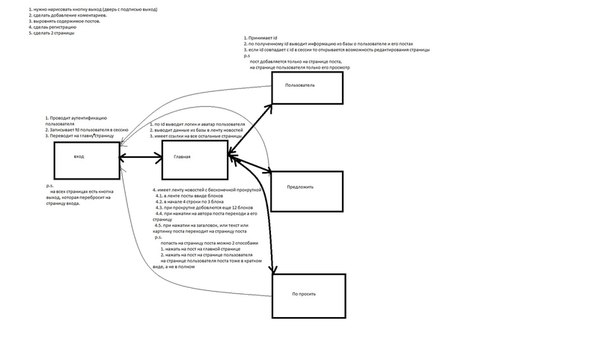 1. нужно нарисовать кнопку выход (дверь с подписью выход)
2. сделать добавление коментариев.
3. выровнять содержимое постов.
4. сделаь регистрацию
5. сделать 2 страницы
1. Принимает id
2. по полученному id выводит информацию из базы о пользователе и его постах
3. если id совпадает с id в сессии то открывается возможность редактирования страницы
p.s
пост добавляется только на странице поста,
на странице пользователя только его просмотр
Пользователь
1. Проводит аутентификацию
пользователя
2. Записывает id пользователя в сессию
3. Переводит на главную страницу
вход
p.s.
на всех страницах есть кнопка
выход, которая перебросит на
страницу входа.
1. по id выводит логин и аватар пользователя
2. выводит данные из базы в ленту новостей
3. имеет ссылки на все остальные страницы
Главная
4. имеет ленту новостей с бесконечной прокруткой
4.1. в ленте посты ввиде блоков
4.2. в начале 4 строки по 3 блока
4.3. при прокрутке добавляется еще 12 блоков
4.4. при нажатии на автора поста переходи а его
страницу
4.5. при нажатии на заголовок, или текст или
картинку поста переходит на страницу поста
p.s.
попасть на страницу поста можно 2 способами
1. нажать на пост на главной странице
2. нажать на пост на странице пользователя
на странице пользователя посты тоже в кратком
виде, а не в полном
Предложить
По просить